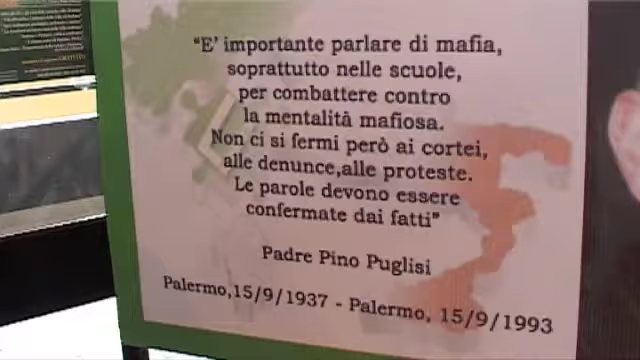 "E' importante parlare di mafia,
soprattutto nelle scuole,
per combattere contro
la mentalità mafiosa.
Non ci si fermi però ai cortei,
alle denunce,alle proteste.
Le parole devono essere
confermate dai fatti"
Padre Pino Puglisi
Palermo,15/9/1937 - Palermo, 15/9/1993